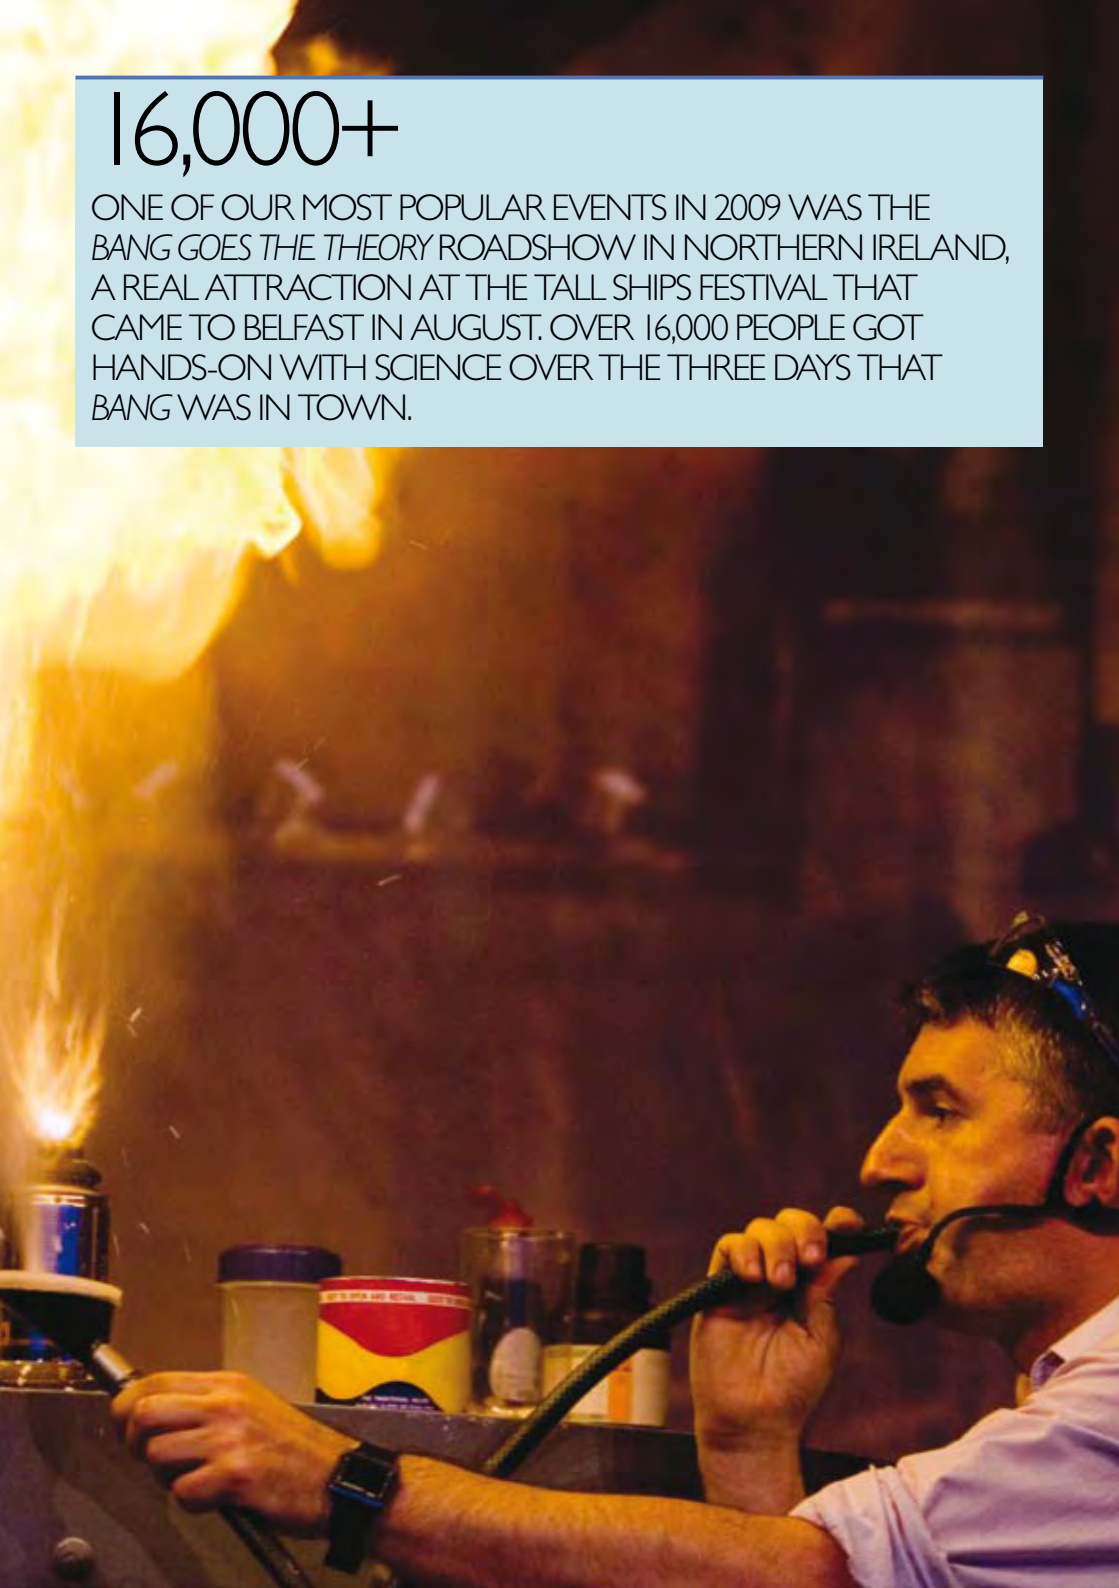 16,000+
ONE OF OUR MOST POPULAR EVENTS IN 2009 WAS THE
BANG GOES THE THEORY ROADSHOW IN NORTHERN IRELAND,
A REAL ATTRACTION AT THE TALL SHIPS FESTIVAL THAT
CAME TO BELFAST IN AUGUST. OVER 16,000 PEOPLE GOT
HANDS-ON WITH SCIENCE OVER THE THREE DAYS THAT
BANG WAS IN TOWN.